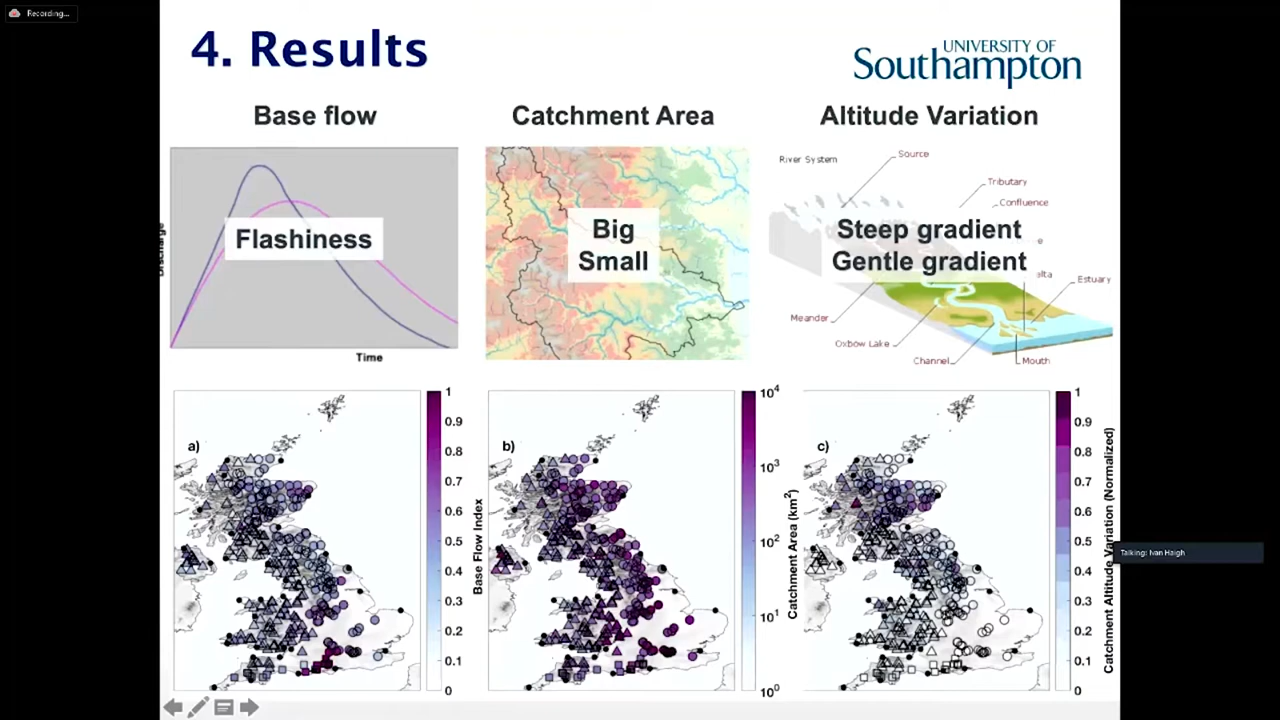 Recording...
4. Results
UNIVERSITY OF
Southampton
Base flow
Catchment Area
Altitude Variation
Flashiness
Time
Big
Small
River System
Source
Tributary
Confluence
Steep gradient
Gentle gradient
Estuary
Meander
Oxbow Lake
Channel
Mouth
a)
1
0.9
0.8
0.7
0.6
0.5
0.4
0.3
0.2
0.1
0
Base Flow Index
b)
10⁴
10³
10²
10¹
10⁰
Catchment Area (km²)
c)
1
0.9
0.8
0.7
0.6
0.5
0.4
0.3
0.2
0.1
0
Catchment Altitude Variation (Normalized)
Talking: Ivan Haigh